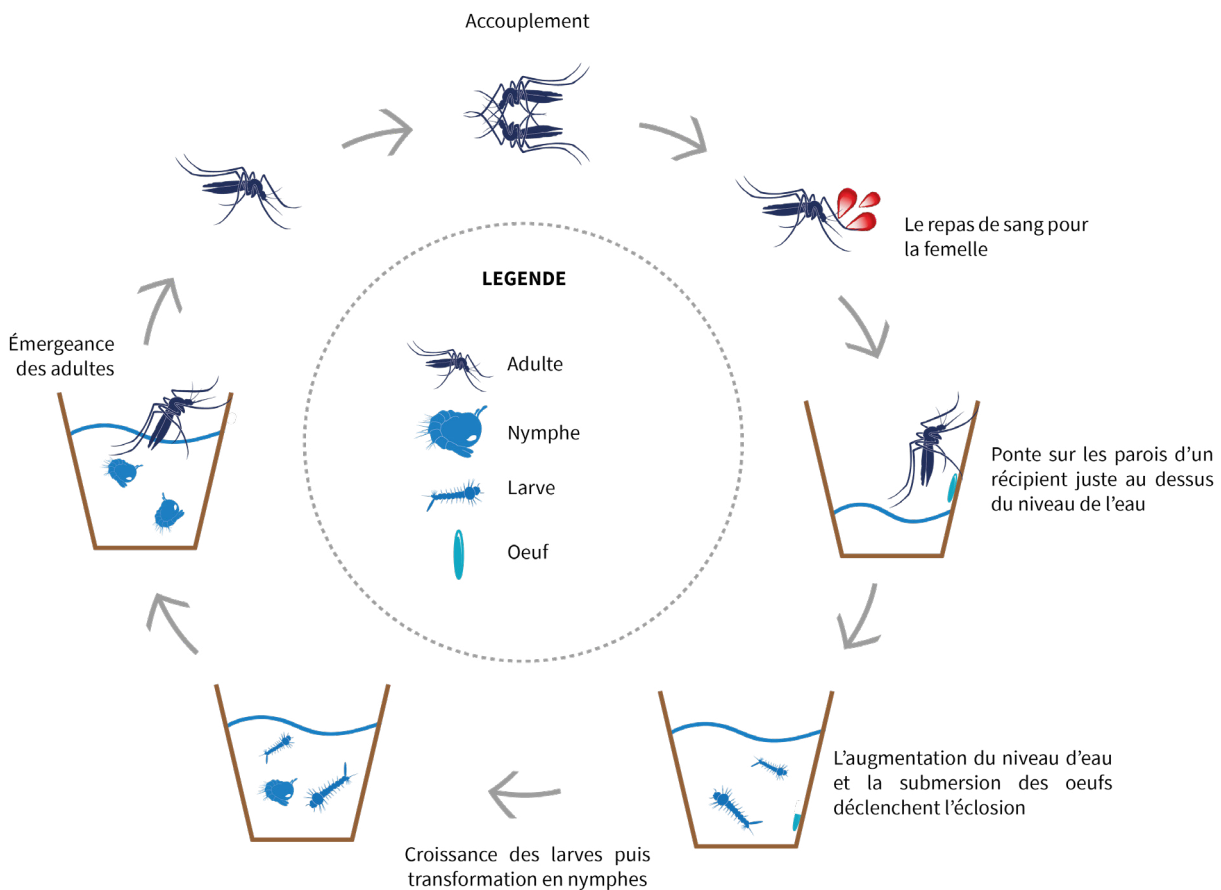 Accouplement
Le repas de sang pour
la femelle
LEGENDE
Adulte
Nymphe
Larve
Oeuf
Ponte sur les parois d’un
récipient juste au dessus
du niveau de l’eau
L’augmentation du niveau d’eau
et la submersion des oeufs
déclenchent l’éclosion
Croissance des larves puis
transformation en nymphes
Émergeance
des adultes